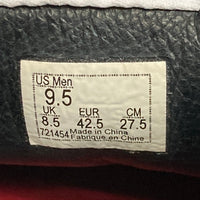 US Men
9.5
UK EUR CM
8.5 42.5 27.5
721454 Made in China
Fabriqué en Chine